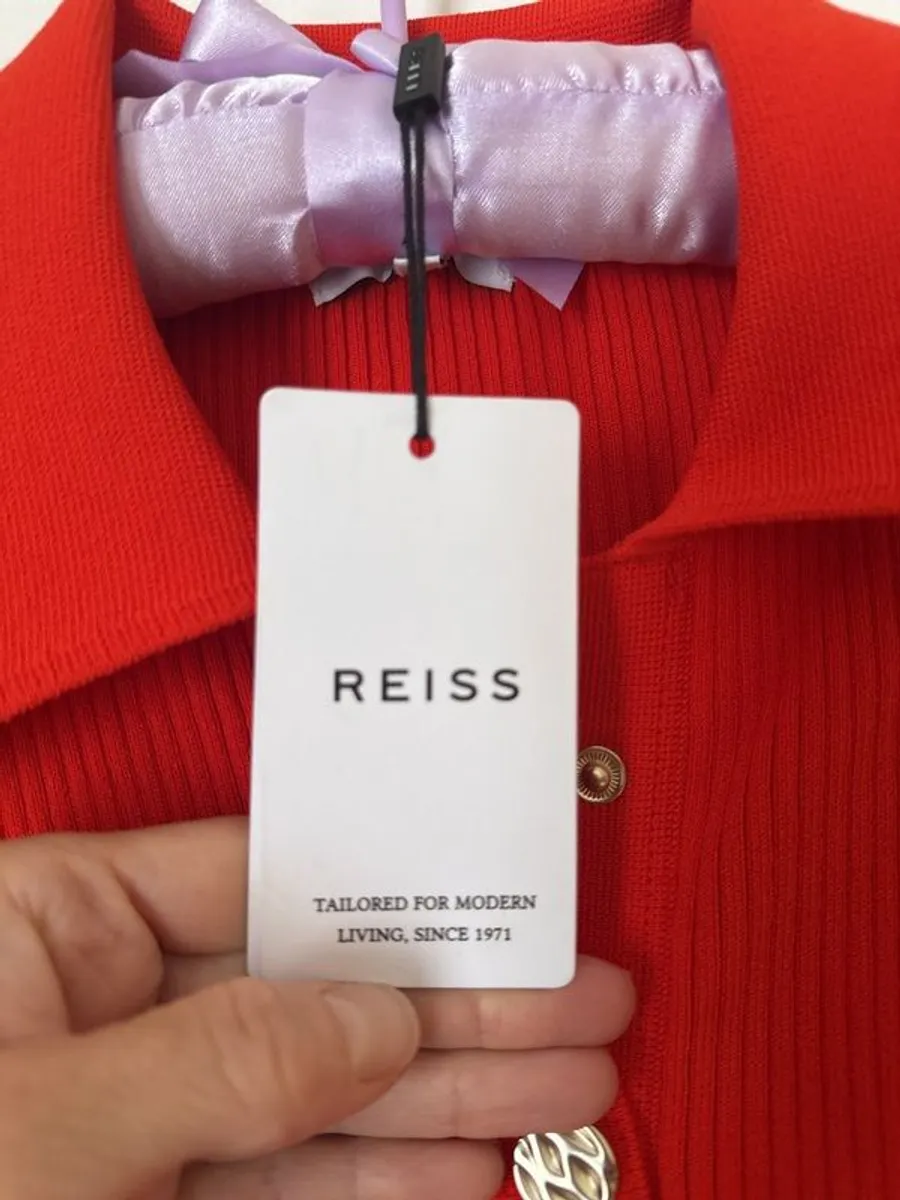 REISS
TAILORED FOR MODERN
LIVING, SINCE 1971